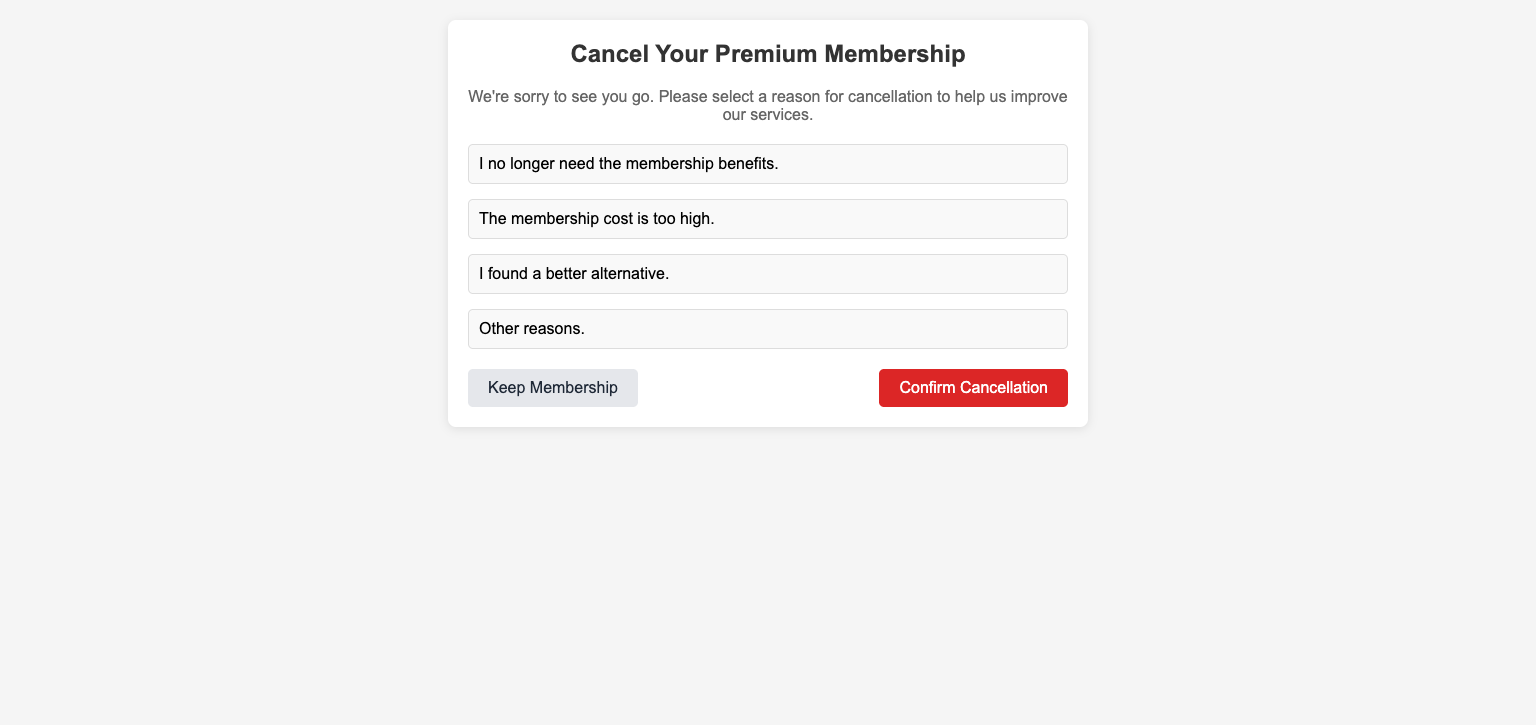 Cancel Your Premium Membership
We're sorry to see you go. Please select a reason for cancellation to help us improve
our services.
I no longer need the membership benefits.
The membership cost is too high.
I found a better alternative.
Other reasons.
Keep Membership
Confirm Cancellation